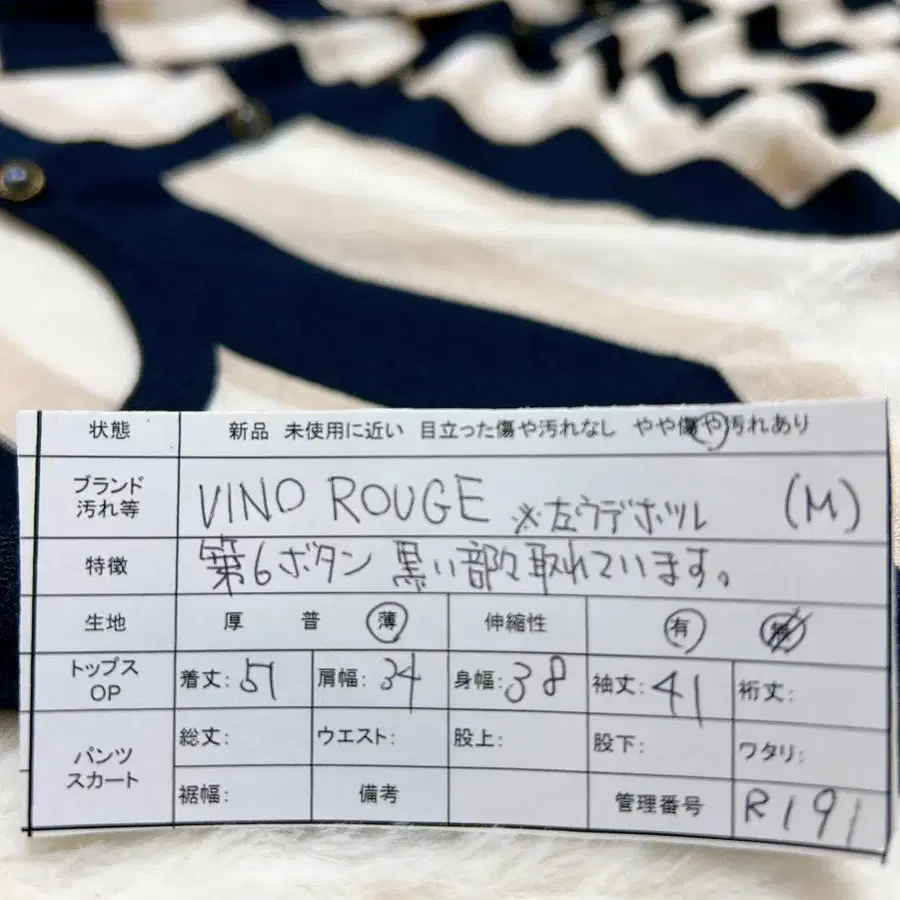 状態 新品 未使用に近い 目立った傷や汚れなし やや傷や汚れあり
ブランド
汚れ等
VINO ROUGE ※左ウデホツレ (M)
特徴 第6ボタン 黒い部々取れています。
生地 厚 普 薄 伸縮性 有 無
トップス
OP
着丈: 51 肩幅: 34 身幅: 38 袖丈: 41 裄丈:
パンツ
スカート
総丈: ウエスト: 股上: 股下: ワタリ:
裾幅: 備考 管理番号 R191